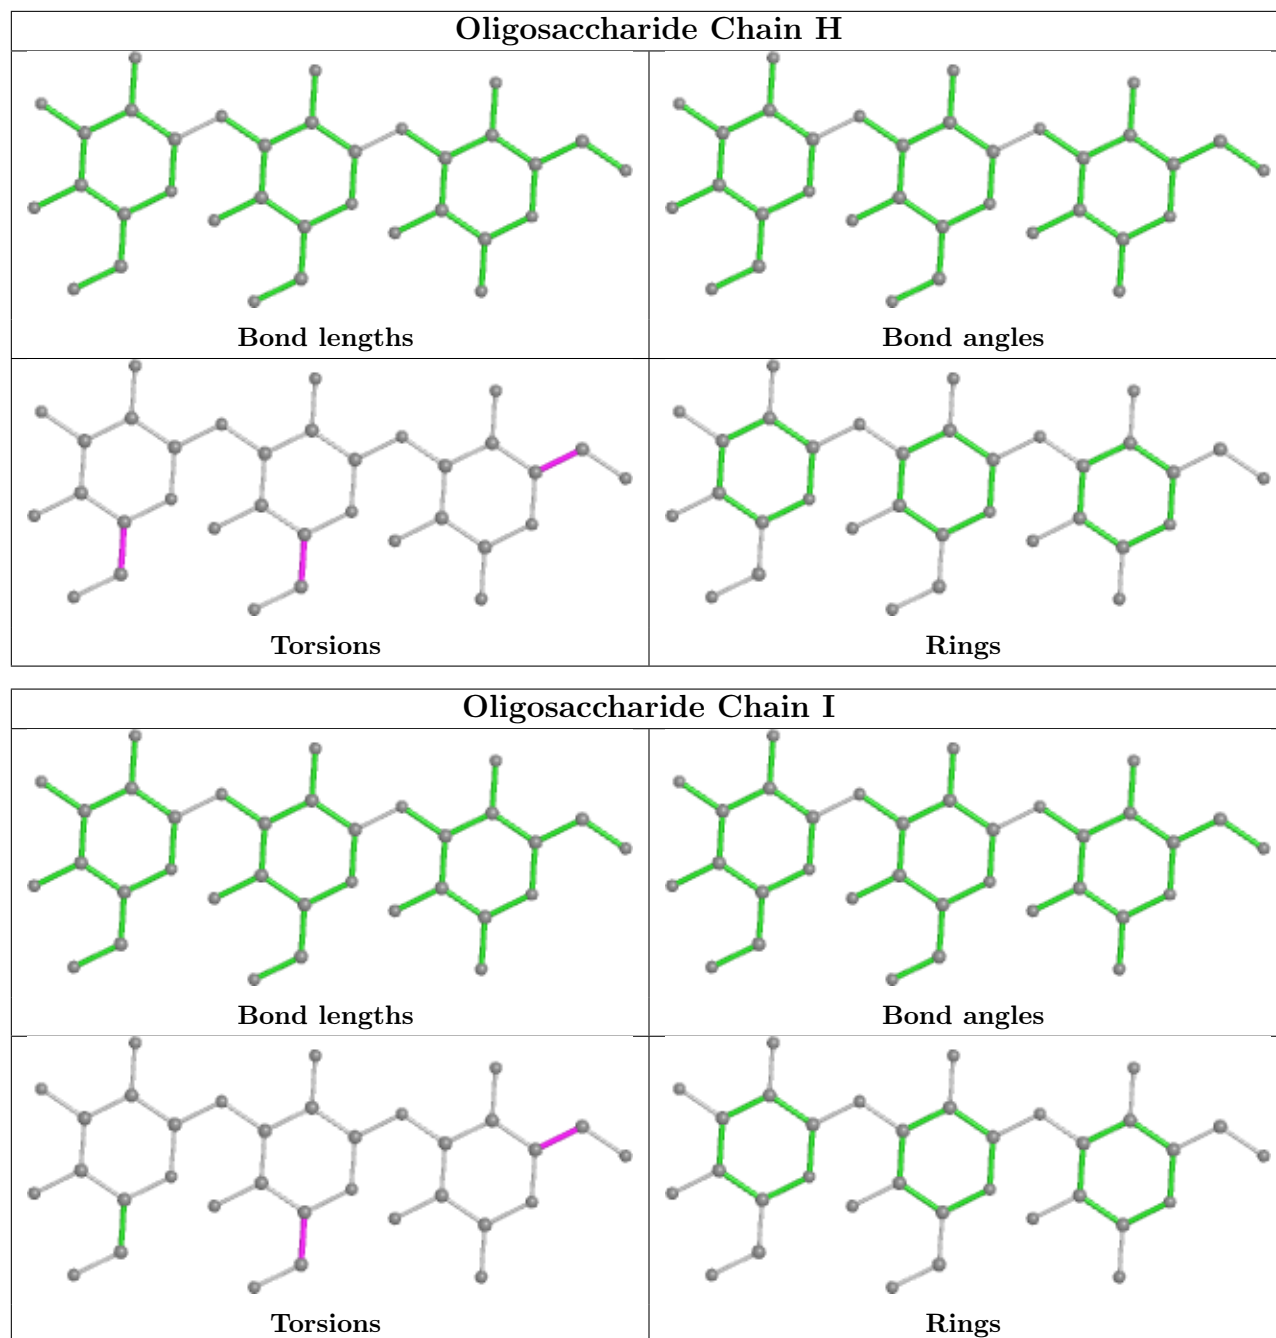 Oligosaccharide Chain H
Bond lengths
Bond angles
Torsions
Rings
Oligosaccharide Chain I
Bond lengths
Bond angles
Torsions
Rings